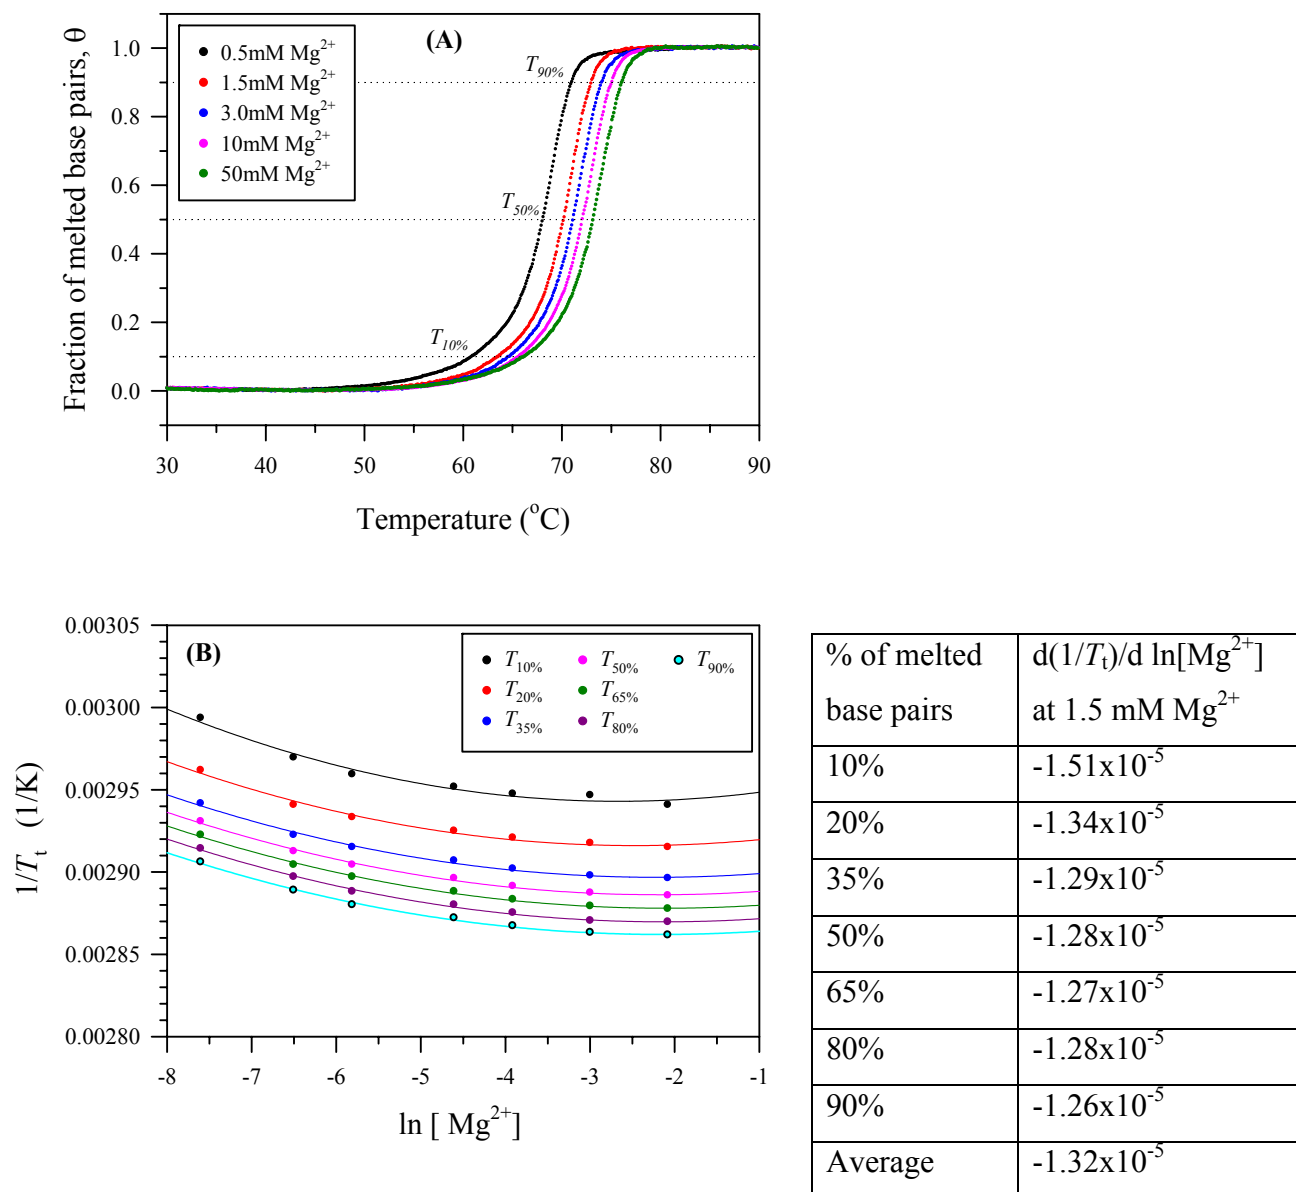 (A)
0.5mM Mg²⁺
1.5mM Mg²⁺
3.0mM Mg²⁺
10mM Mg²⁺
50mM Mg²⁺
T90%
T50%
T10%
Fraction of melted base pairs, θ
1.0
0.8
0.6
0.4
0.2
0.0
30 40 50 60 70 80 90
Temperature (°C)
(B)
T10% T50% T90%
T20% T65%
T35% T80%
1/Tt (1/K)
0.00305
0.00300
0.00295
0.00290
0.00285
0.00280
-8 -7 -6 -5 -4 -3 -2 -1
ln [ Mg²⁺]
% of melted base pairs d(1/Tt)/d ln[Mg²⁺] at 1.5 mM Mg²⁺
10% -1.51x10⁻⁵
20% -1.34x10⁻⁵
35% -1.29x10⁻⁵
50% -1.28x10⁻⁵
65% -1.27x10⁻⁵
80% -1.28x10⁻⁵
90% -1.26x10⁻⁵
Average -1.32x10⁻⁵